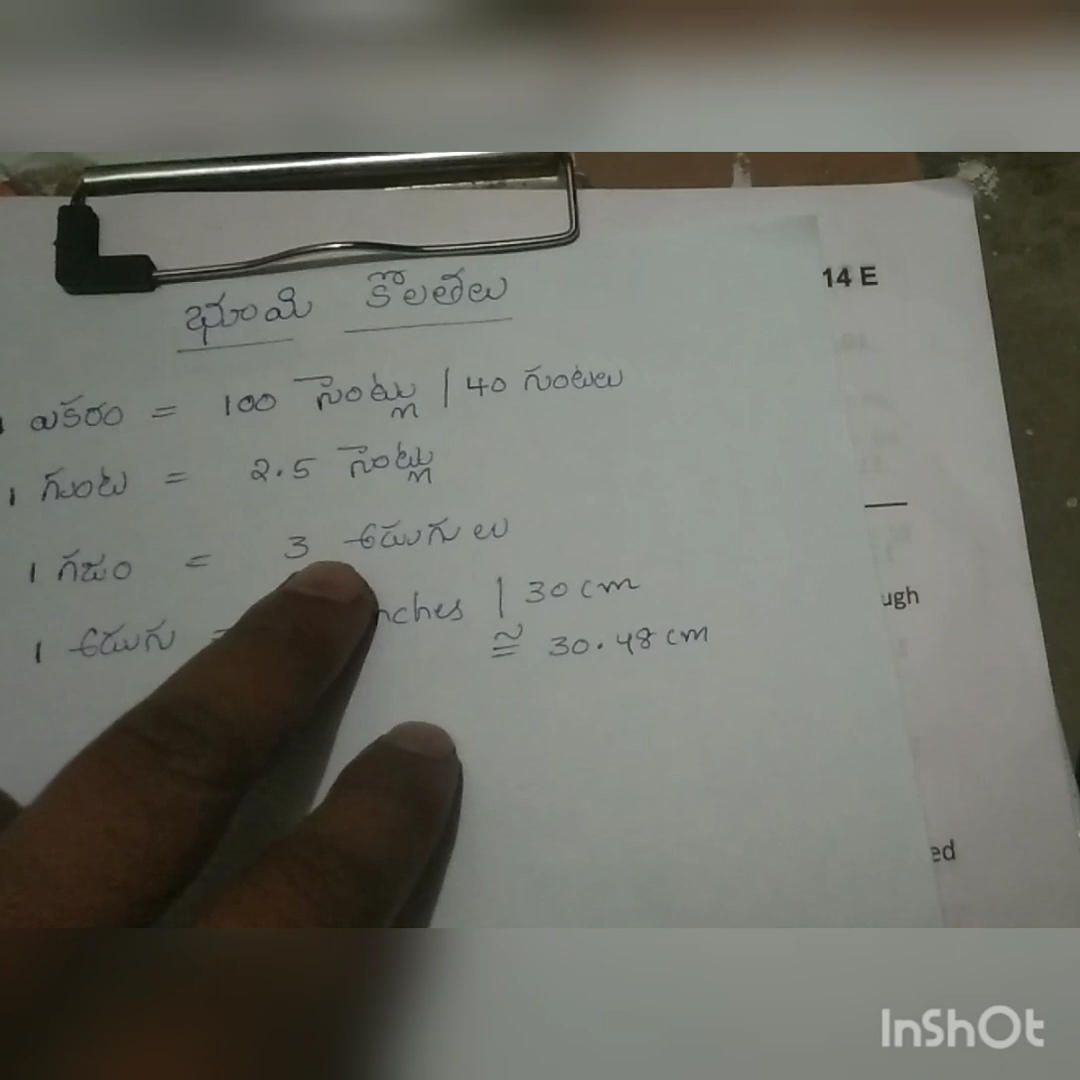 భూమి కొలతలు
14 E
1 ఎకరం = 100 సెంట్లు | 40 గుంటలు
1 గుంట = 2.5 సెంట్లు
1 గజం = 3 అడుగులు
1 అడుగు = nches | 30 cm
≅ 30.48 cm
ugh
ed
InShOt